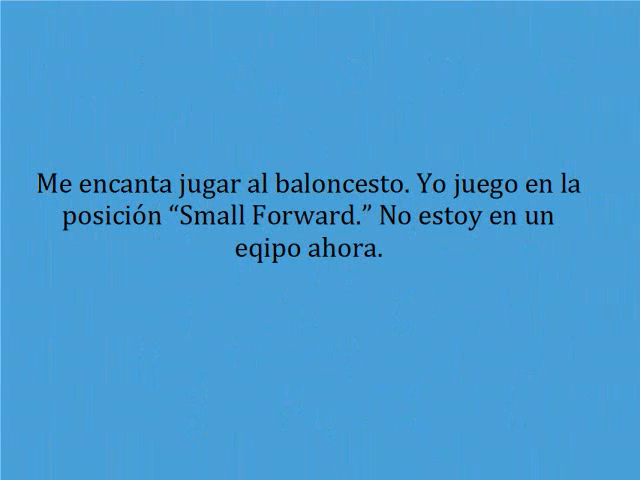 Me encanta jugar al baloncesto. Yo juego en la
posición “Small Forward.” No estoy en un
eqipo ahora.